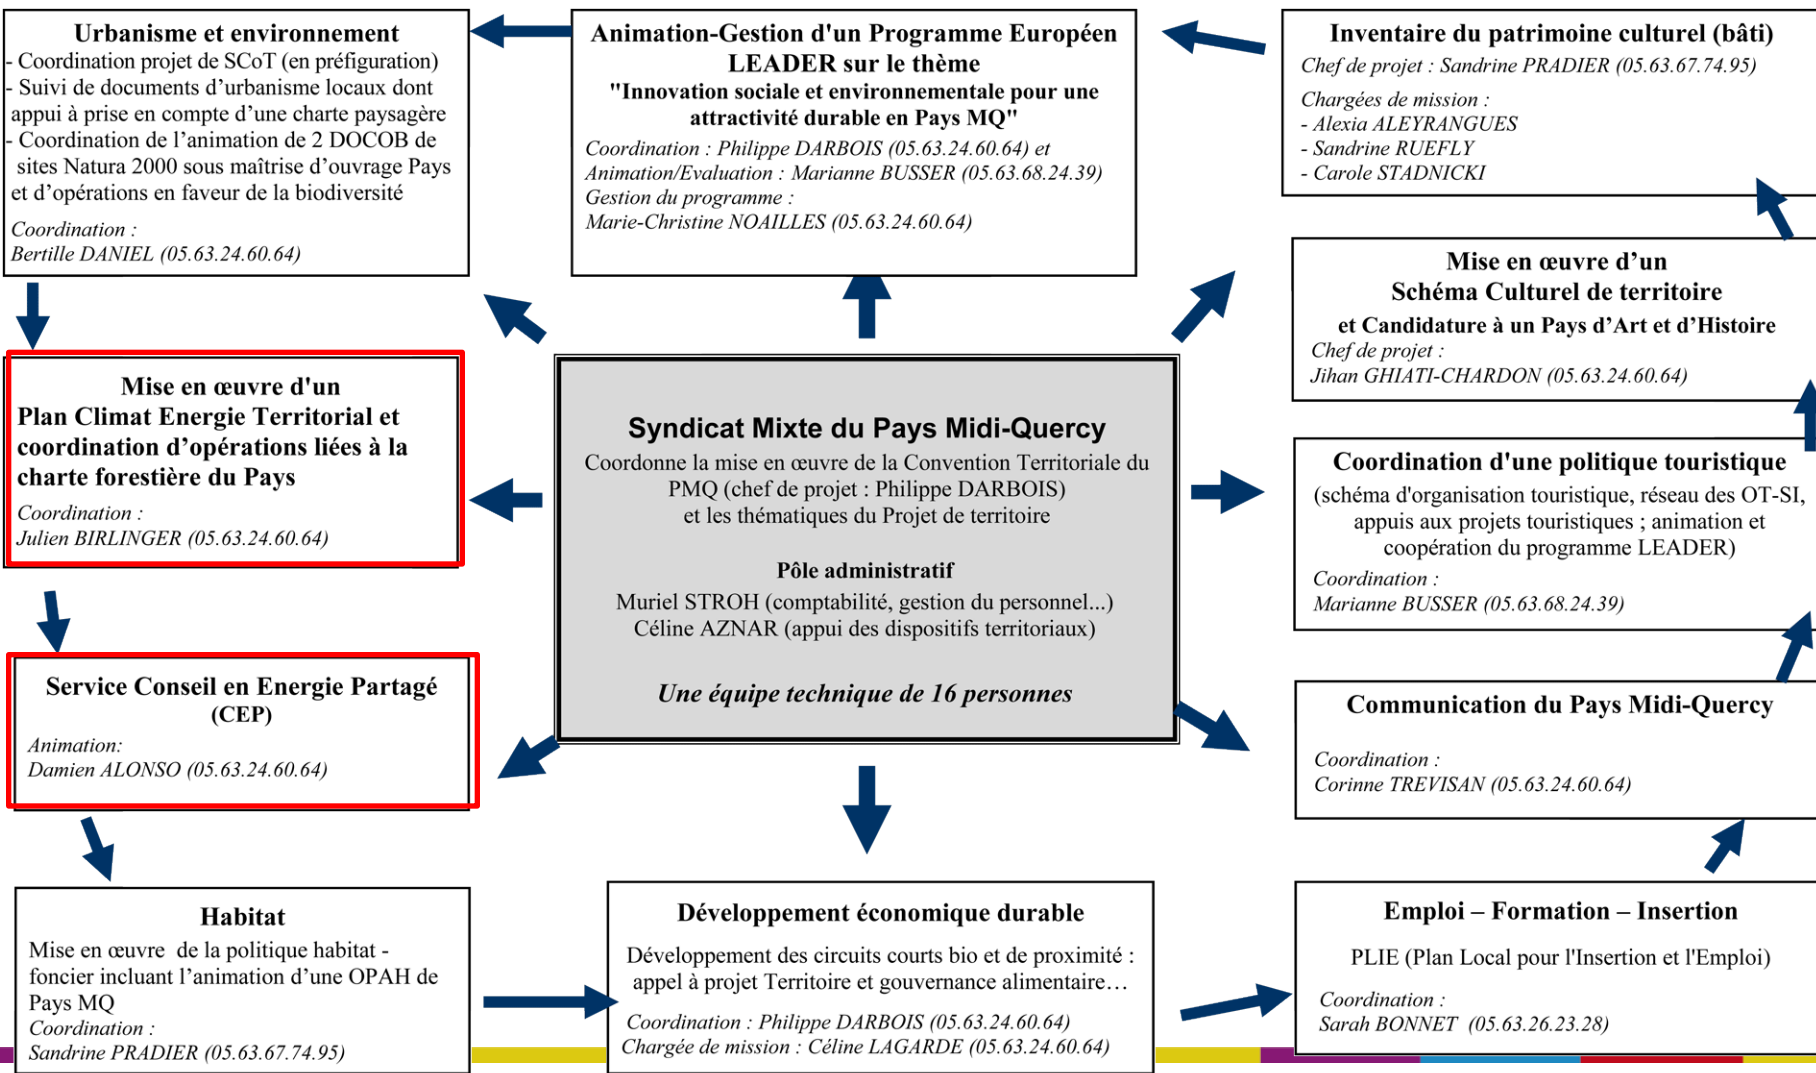 Urbanisme et environnement
- Coordination projet de SCoT (en préfiguration)
- Suivi de documents d’urbanisme locaux dont
appui à prise en compte d’une charte paysagère
- Coordination de l’animation de 2 DOCOB de
sites Natura 2000 sous maîtrise d’ouvrage Pays
et d’opérations en faveur de la biodiversité
Coordination :
Bertille DANIEL (05.63.24.60.64)
Animation-Gestion d'un Programme Européen
LEADER sur le thème
"Innovation sociale et environnementale pour une
attractivité durable en Pays MQ"
Coordination : Philippe DARBOIS (05.63.24.60.64) et
Animation/Evaluation : Marianne BUSSER (05.63.68.24.39)
Gestion du programme :
Marie-Christine NOAILLES (05.63.24.60.64)
Inventaire du patrimoine culturel (bâti)
Chef de projet : Sandrine PRADIER (05.63.67.74.95)
Chargées de mission :
- Alexia ALEYRANGUES
- Sandrine RUEFLY
- Carole STADNICKI
Mise en œuvre d’un
Schéma Culturel de territoire
et Candidature à un Pays d’Art et d’Histoire
Chef de projet :
Jihan GHIATI-CHARDON (05.63.24.60.64)
Mise en œuvre d'un
Plan Climat Energie Territorial et
coordination d’opérations liées à la
charte forestière du Pays
Coordination :
Julien BIRLINGER (05.63.24.60.64)
Syndicat Mixte du Pays Midi-Quercy
Coordonne la mise en œuvre de la Convention Territoriale du
PMQ (chef de projet : Philippe DARBOIS)
et les thématiques du Projet de territoire
Pôle administratif
Muriel STROH (comptabilité, gestion du personnel...)
Céline AZNAR (appui des dispositifs territoriaux)
Une équipe technique de 16 personnes
Coordination d'une politique touristique
(schéma d'organisation touristique, réseau des OT-SI,
appuis aux projets touristiques ; animation et
coopération du programme LEADER)
Coordination :
Marianne BUSSER (05.63.68.24.39)
Service Conseil en Energie Partagé
(CEP)
Animation:
Damien ALONSO (05.63.24.60.64)
Communication du Pays Midi-Quercy
Coordination :
Corinne TREVISAN (05.63.24.60.64)
Habitat
Mise en œuvre de la politique habitat -
foncier incluant l’animation d’une OPAH de
Pays MQ
Coordination :
Sandrine PRADIER (05.63.67.74.95)
Développement économique durable
Développement des circuits courts bio et de proximité :
appel à projet Territoire et gouvernance alimentaire…
Coordination : Philippe DARBOIS (05.63.24.60.64)
Chargée de mission : Céline LAGARDE (05.63.24.60.64)
Emploi – Formation – Insertion
PLIE (Plan Local pour l'Insertion et l'Emploi)
Coordination :
Sarah BONNET (05.63.26.23.28)